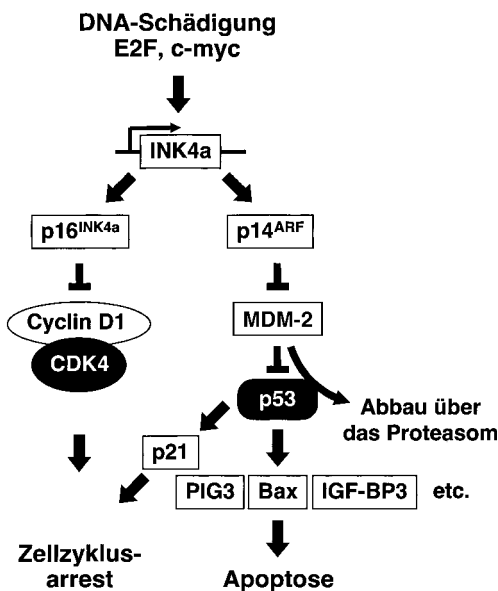 DNA-Schädigung
E2F, c-myc
INK4a
p16INK4a
p14ARF
Cyclin D1
CDK4
MDM-2
p53
Abbau über
das Proteasom
p21
PIG3 Bax IGF-BP3 etc.
Zellzyklus-
arrest
Apoptose